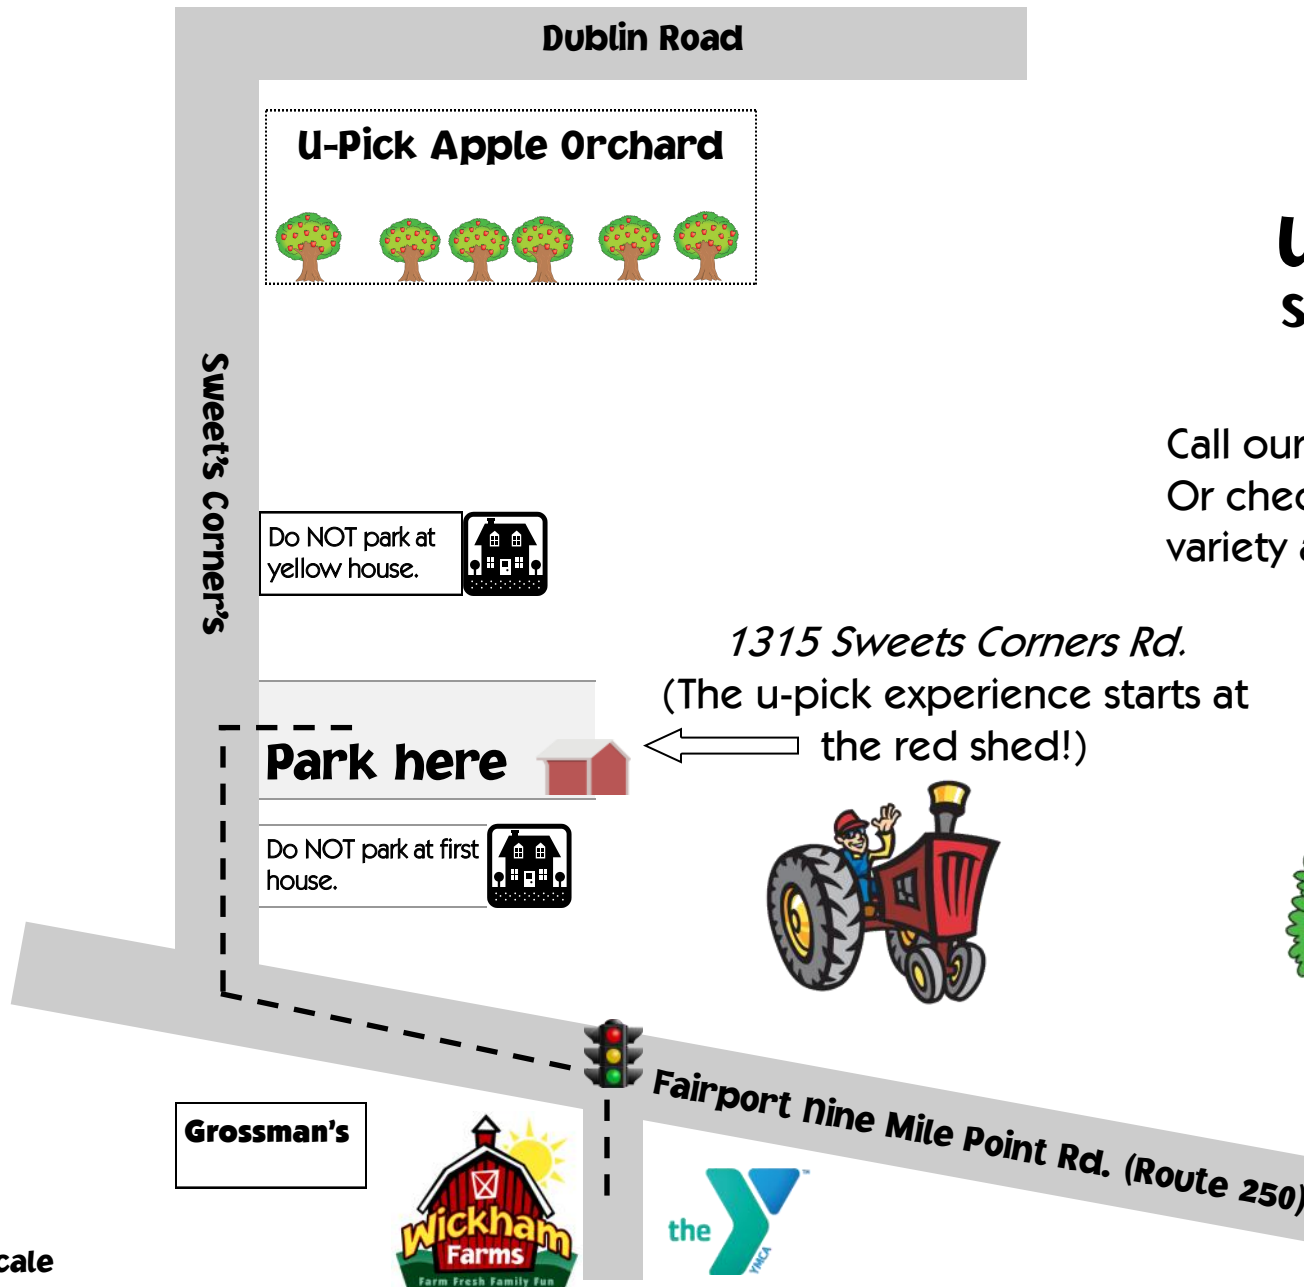 Dublin Road
U-Pick Apple Orchard
Sweet's Corner's
Call our
Or chec
variety a
Do NOT park at
yellow house.
1315 Sweets Corners Rd.
(The u-pick experience starts at
the red shed!)
Park here
Do NOT park at first
house.
Fairport Nine Mile Point Rd. (Route 250)
Grossman's
Wickham
Farms
Farm Fresh Family Fun
the
YMCA
cale